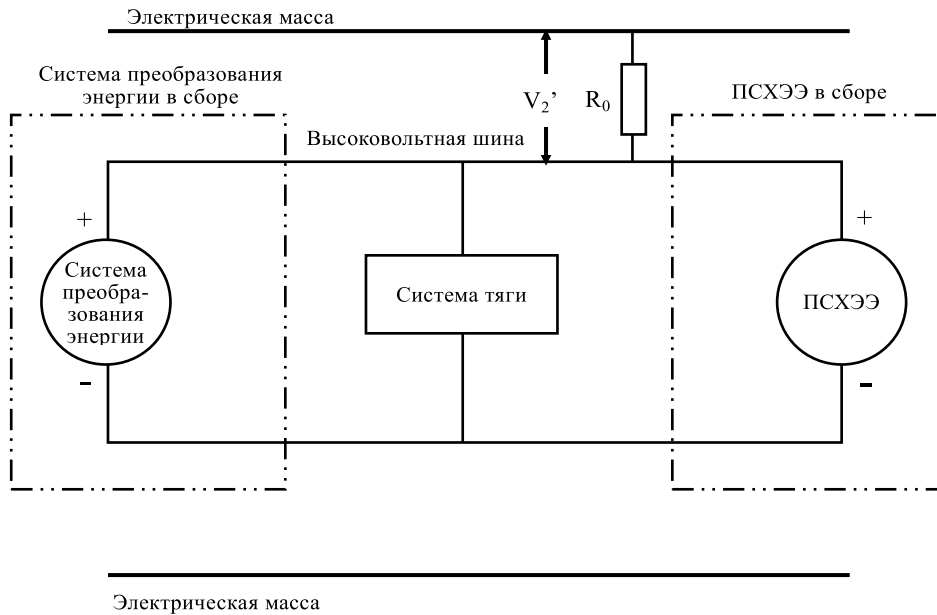 Электрическая масса
Система преобразования
энергии в сборе
V₂’
R₀
ПСХЭЭ в сборе
Высоковольтная шина
+
+
Система
преобра-
зования
энергии
Система тяги
ПСХЭЭ
-
-
Электрическая масса